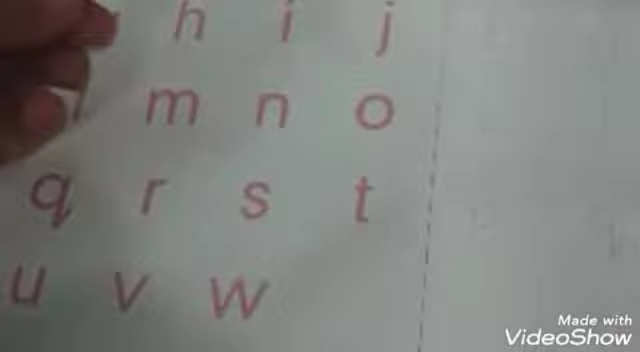 h i j
m n o
q r s t
u v w
Made with
VideoShow